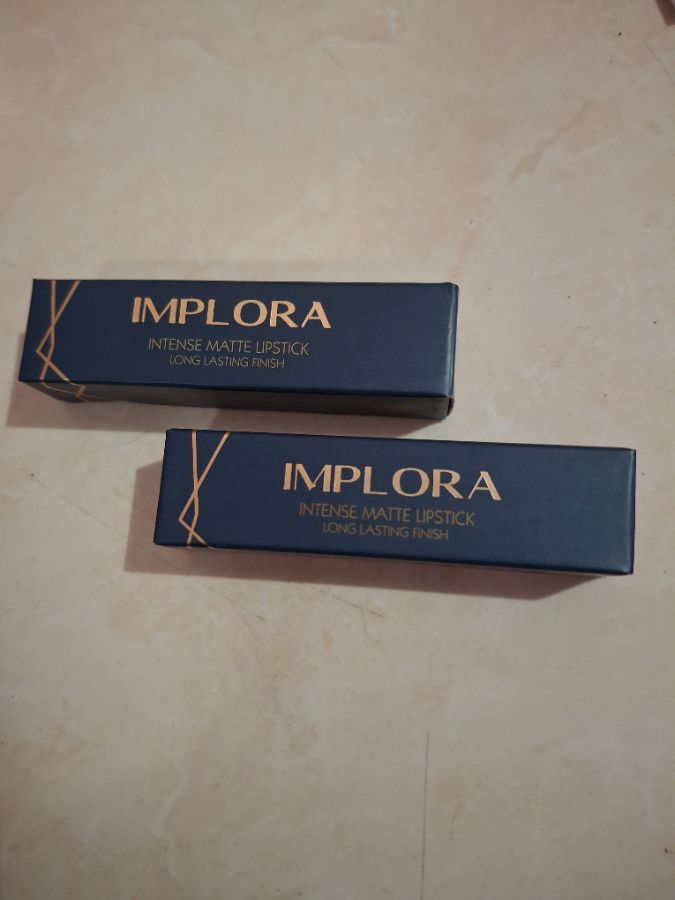 IMPLORA
INTENSE MATTE LIPSTICK
LONG LASTING FINISH
IMPLORA
INTENSE MATTE LIPSTICK
LONG LASTING FINISH